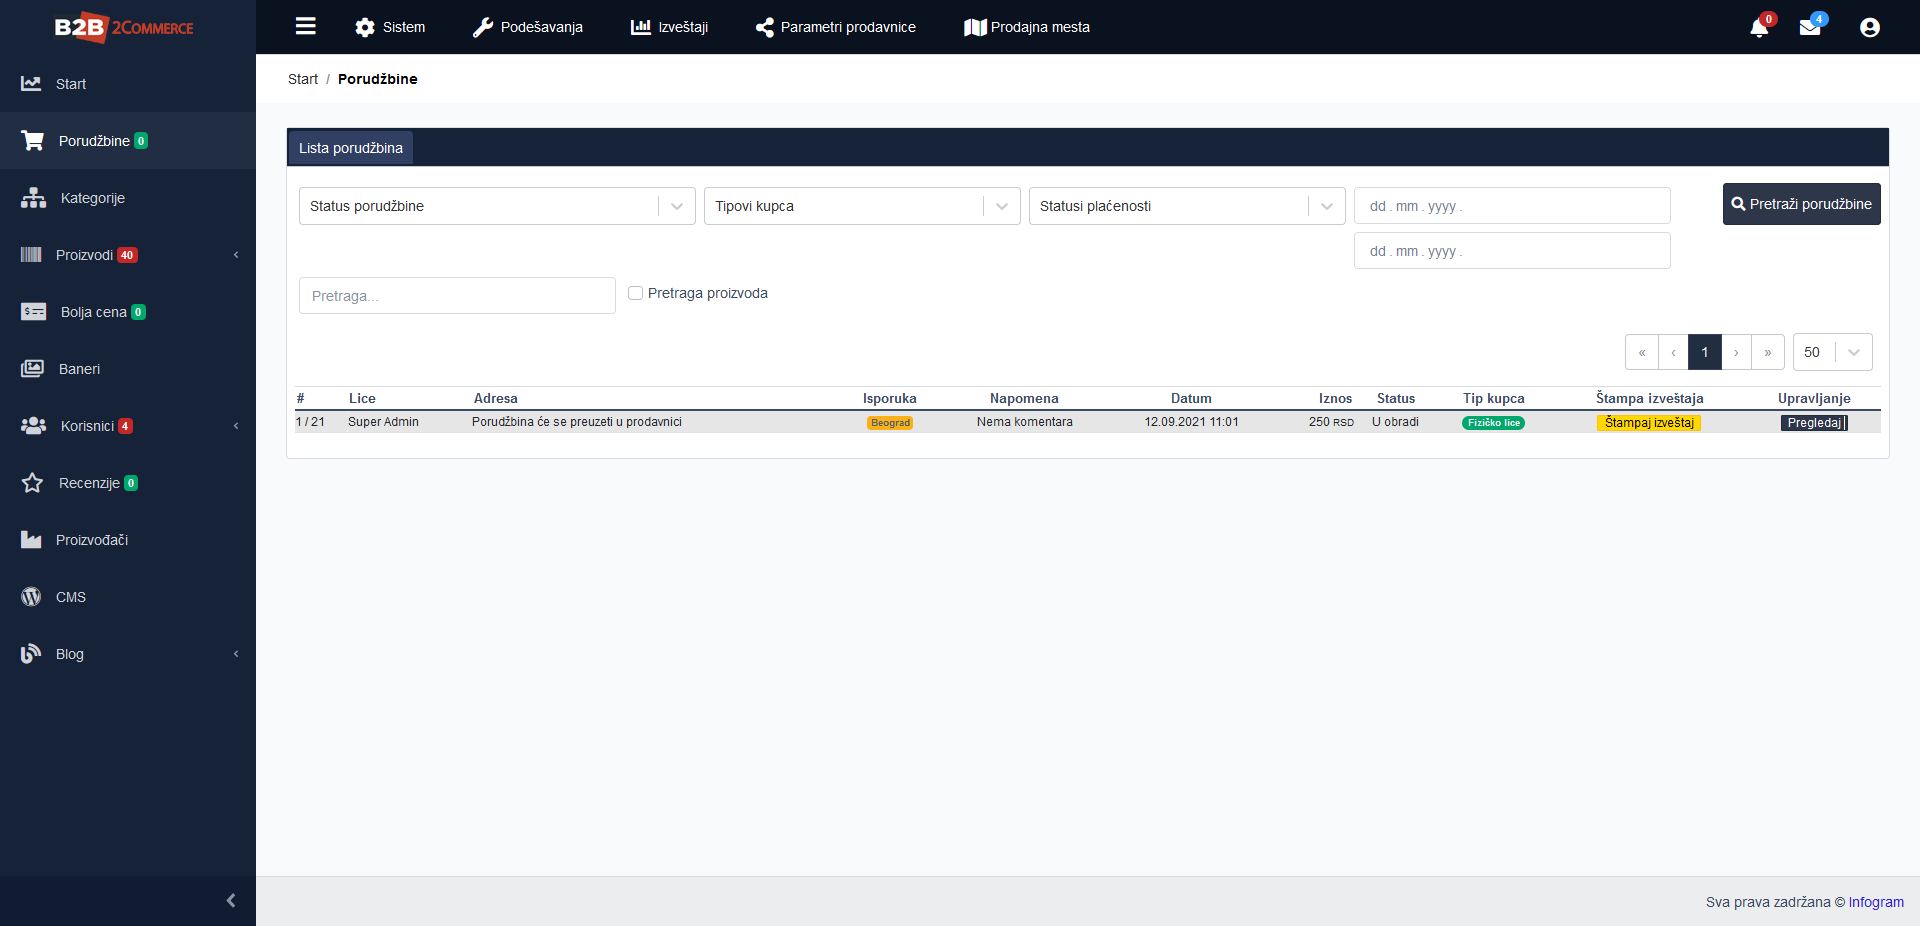 B2B 2COMMERCE
Sistem
Podešavanja
Izveštaji
Parametri prodavnice
Prodajna mesta
0
4
Start
Porudžbine 0
Kategorije
Proizvodi 40
Bolja cena 0
Baneri
Korisnici 4
Recenzije 0
Proizvođači
CMS
Blog
Start / Porudžbine
Lista porudžbina
Status porudžbine
Tipovi kupca
Statusi plaćenosti
dd . mm . yyyy .
Pretraži porudžbine
dd . mm . yyyy .
Pretraga...
Pretraga proizvoda
« ‹ 1 › »
50
# Lice Adresa Isporuka Napomena Datum Iznos Status Tip kupca Štampa izveštaja Upravljanje
1 / 21 Super Admin Porudžbina će se preuzeti u prodavnici Beograd Nema komentara 12.09.2021 11:01 250 RSD U obradi Fizičko lice Štampaj izveštaj Pregledaj
Sva prava zadržana © Infogram